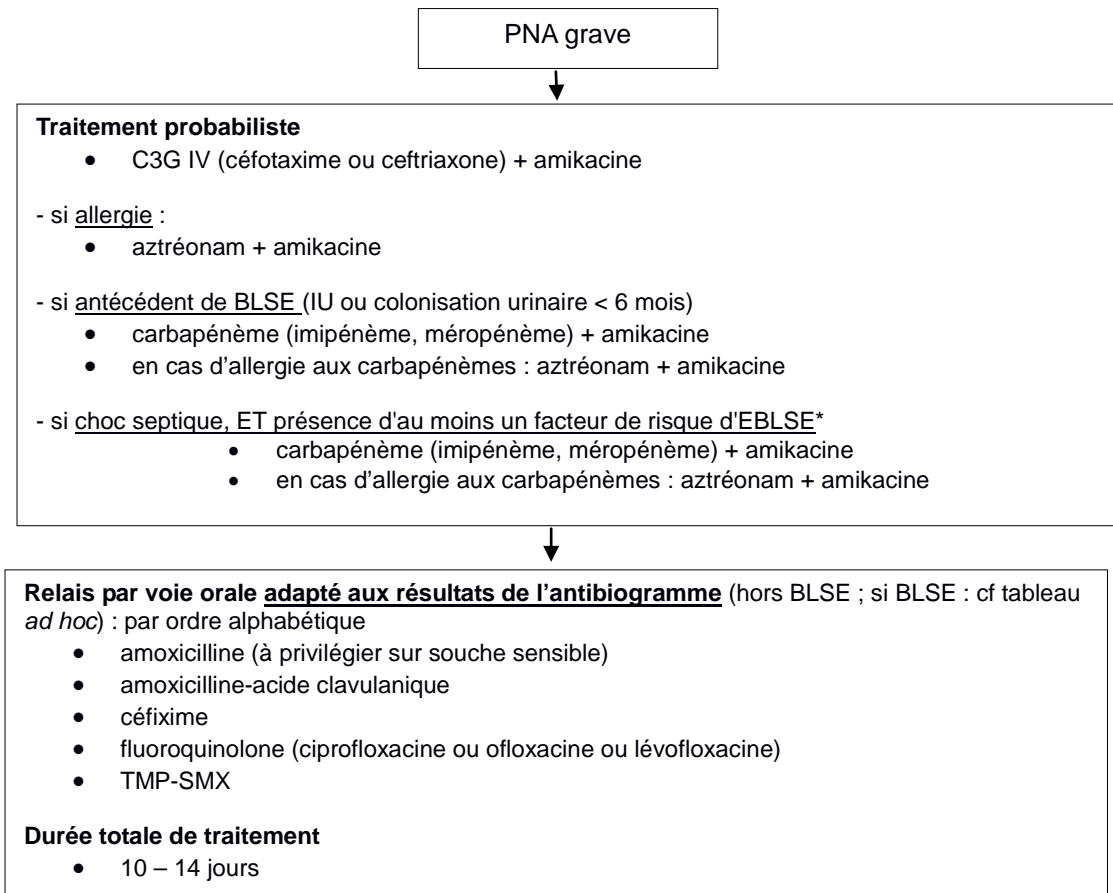 PNA grave
Traitement probabiliste
• C3G IV (céfotaxime ou ceftriaxone) + amikacine
- si allergie :
• aztréonam + amikacine
- si antécédent de BLSE (IU ou colonisation urinaire < 6 mois)
• carbapénème (imipénème, méropénème) + amikacine
• en cas d'allergie aux carbapénèmes : aztréonam + amikacine
- si choc septique, ET présence d'au moins un facteur de risque d'EBLSE*
• carbapénème (imipénème, méropénème) + amikacine
• en cas d'allergie aux carbapénèmes : aztréonam + amikacine
Relais par voie orale adapté aux résultats de l'antibiogramme (hors BLSE ; si BLSE : cf tableau
ad hoc) : par ordre alphabétique
• amoxicilline (à privilégier sur souche sensible)
• amoxicilline-acide clavulanique
• céfixime
• fluoroquinolone (ciprofloxacine ou ofloxacine ou lévofloxacine)
• TMP-SMX
Durée totale de traitement
• 10 – 14 jours